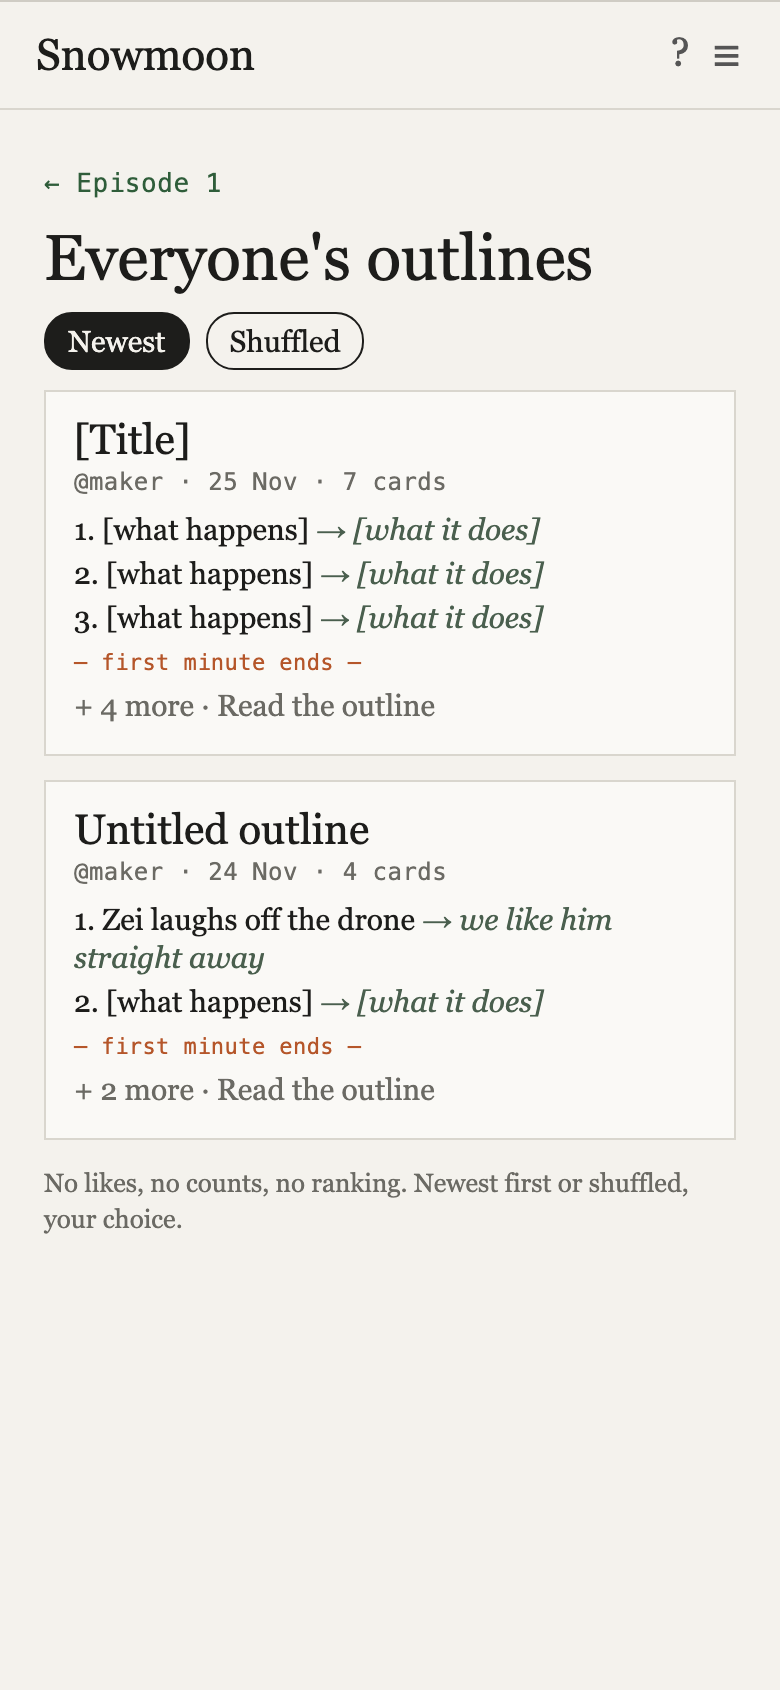 Snowmoon ? ≡
← Episode 1
Everyone's outlines
Newest Shuffled
[Title]
@maker · 25 Nov · 7 cards
1. [what happens] → [what it does]
2. [what happens] → [what it does]
3. [what happens] → [what it does]
— first minute ends —
+ 4 more · Read the outline
Untitled outline
@maker · 24 Nov · 4 cards
1. Zei laughs off the drone → we like him
straight away
2. [what happens] → [what it does]
— first minute ends —
+ 2 more · Read the outline
No likes, no counts, no ranking. Newest first or shuffled,
your choice.